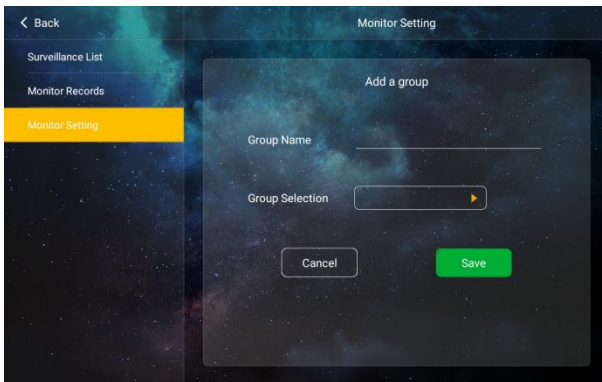 Back
Monitor Setting
Surveillance List
Monitor Records
Monitor Setting
Add a group
Group Name
Group Selection
Cancel
Save